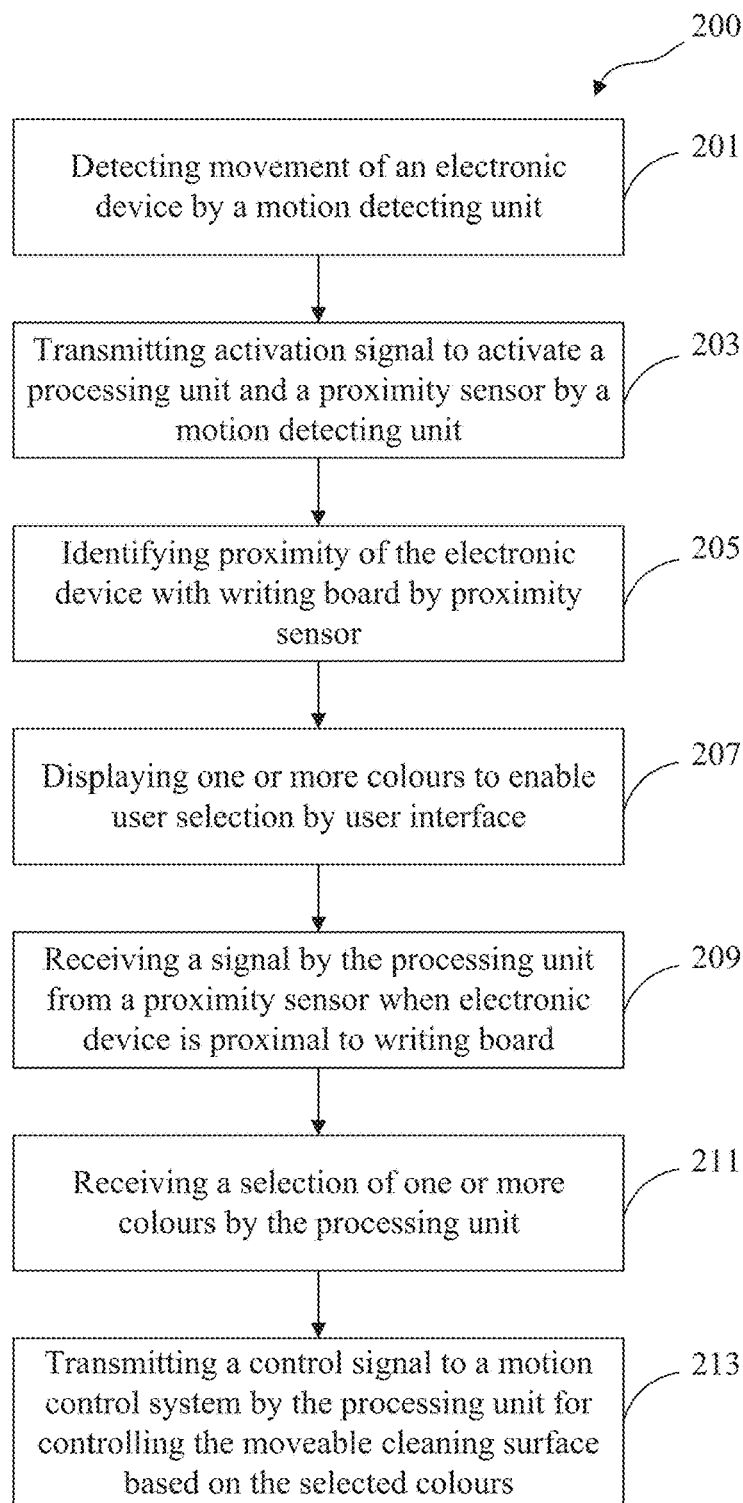 200
Detecting movement of an electronic
device by a motion detecting unit
201
Transmitting activation signal to activate a
processing unit and a proximity sensor by a
motion detecting unit
203
Identifying proximity of the electronic
device with writing board by proximity
sensor
205
Displaying one or more colours to enable
user selection by user interface
207
Receiving a signal by the processing unit
from a proximity sensor when electronic
device is proximal to writing board
209
Receiving a selection of one or more
colours by the processing unit
211
Transmitting a control signal to a motion
control system by the processing unit for
controlling the moveable cleaning surface
based on the selected colours
213